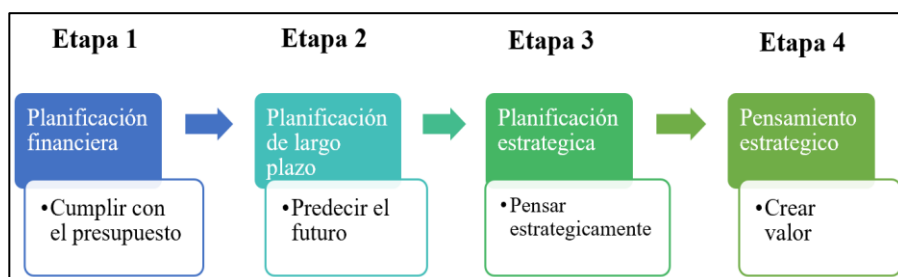 Etapa 1
Etapa 2
Etapa 3
Etapa 4
Planificación
financiera
•Cumplir con
el presupuesto
Planificación
de largo
plazo
•Predecir el
futuro
Planificación
estrategica
•Pensar
estrategicamente
Pensamiento
estrategico
•Crear
valor